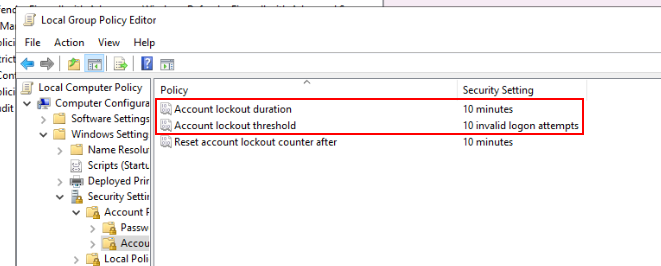 Local Group Policy Editor
File Action View Help
Local Computer Policy
Computer Configura
Software Settings
Windows Setting
Name Resolu
Scripts (Startu
Deployed Prin
Security Settin
Account P
Passw
Accou
Local Poli
Policy Security Setting
Account lockout duration 10 minutes
Account lockout threshold 10 invalid logon attempts
Reset account lockout counter after 10 minutes